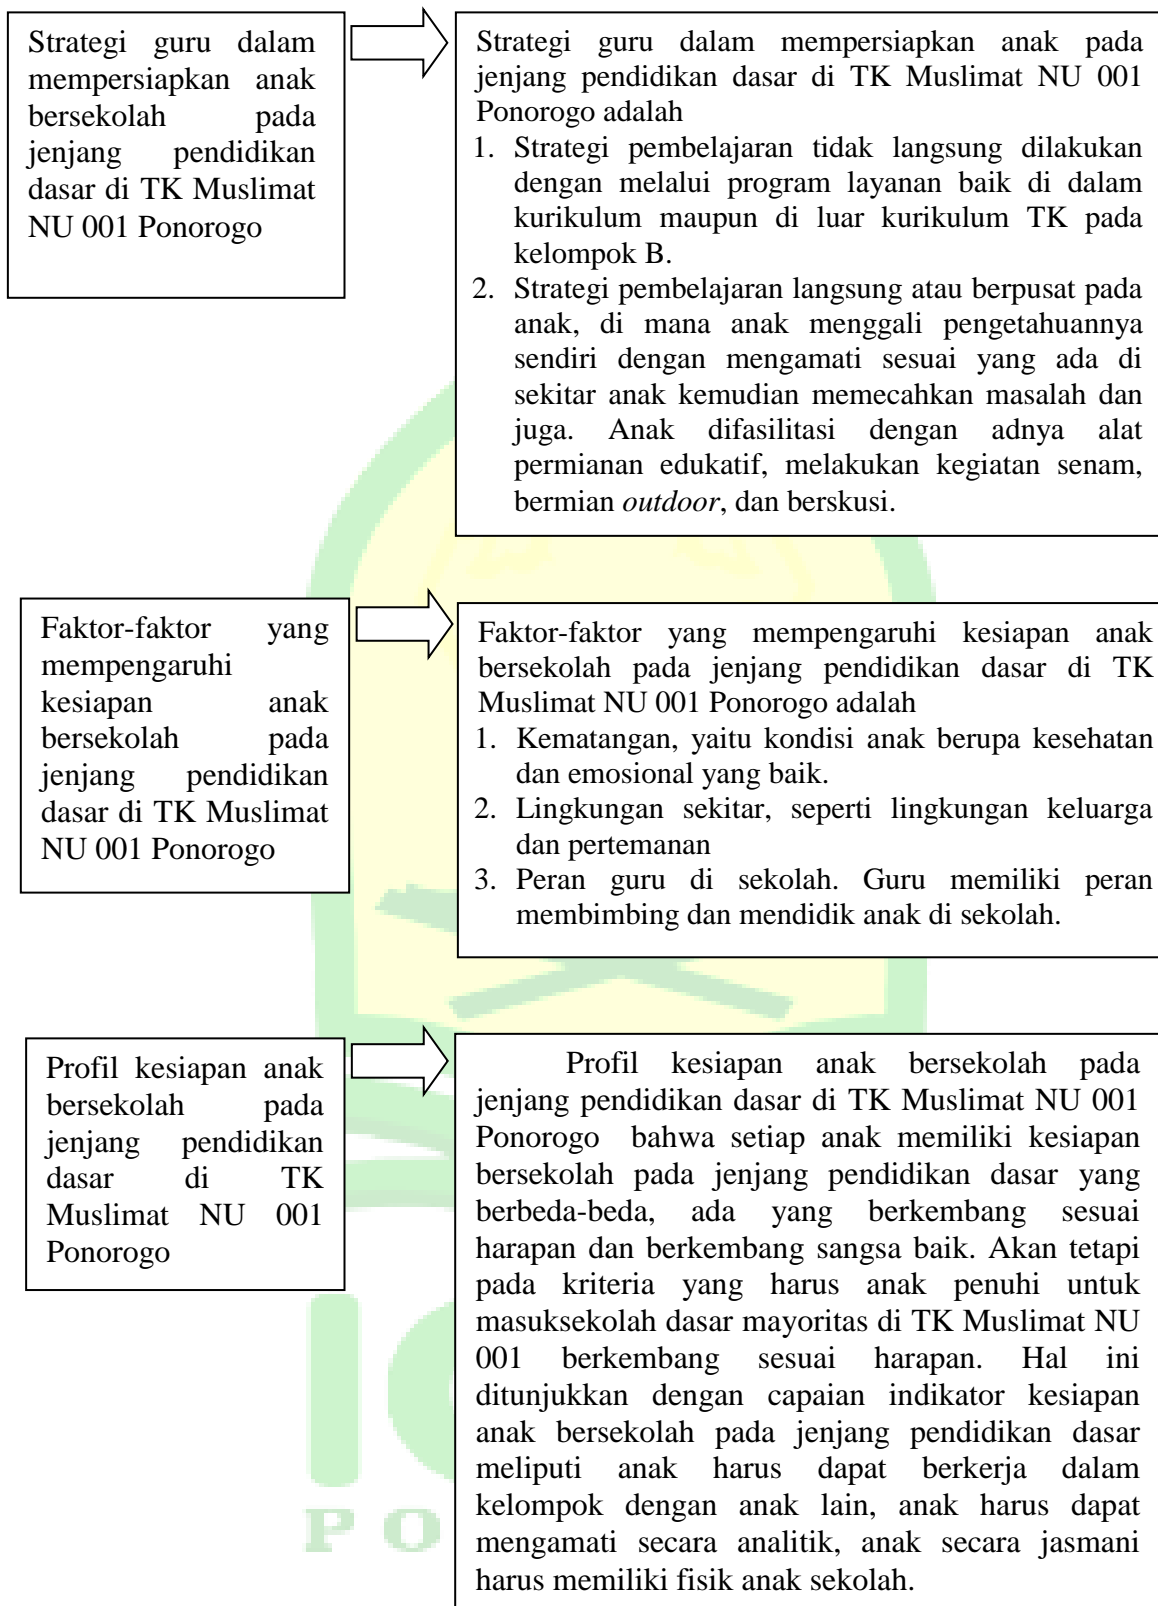 Strategi guru dalam
mempersiapkan anak
bersekolah pada
jenjang pendidikan
dasar di TK Muslimat
NU 001 Ponorogo
Strategi guru dalam mempersiapkan anak pada
jenjang pendidikan dasar di TK Muslimat NU 001
Ponorogo adalah
1. Strategi pembelajaran tidak langsung dilakukan
dengan melalui program layanan baik di dalam
kurikulum maupun di luar kurikulum TK pada
kelompok B.
2. Strategi pembelajaran langsung atau berpusat pada
anak, di mana anak menggali pengetahuannya
sendiri dengan mengamati sesuai yang ada di
sekitar anak kemudian memecahkan masalah dan
juga. Anak difasilitasi dengan adnya alat
permianan edukatif, melakukan kegiatan senam,
bermian outdoor, dan berskusi.
Faktor-faktor yang
mempengaruhi
kesiapan anak
bersekolah pada
jenjang pendidikan
dasar di TK Muslimat
NU 001 Ponorogo
Faktor-faktor yang mempengaruhi kesiapan anak
bersekolah pada jenjang pendidikan dasar di TK
Muslimat NU 001 Ponorogo adalah
1. Kematangan, yaitu kondisi anak berupa kesehatan
dan emosional yang baik.
2. Lingkungan sekitar, seperti lingkungan keluarga
dan pertemanan
3. Peran guru di sekolah. Guru memiliki peran
membimbing dan mendidik anak di sekolah.
Profil kesiapan anak
bersekolah pada
jenjang pendidikan
dasar di TK
Muslimat NU 001
Ponorogo
Profil kesiapan anak bersekolah pada
jenjang pendidikan dasar di TK Muslimat NU 001
Ponorogo bahwa setiap anak memiliki kesiapan
bersekolah pada jenjang pendidikan dasar yang
berbeda-beda, ada yang berkembang sesuai
harapan dan berkembang sangsa baik. Akan tetapi
pada kriteria yang harus anak penuhi untuk
masuksekolah dasar mayoritas di TK Muslimat NU
001 berkembang sesuai harapan. Hal ini
ditunjukkan dengan capaian indikator kesiapan
anak bersekolah pada jenjang pendidikan dasar
meliputi anak harus dapat berkerja dalam
kelompok dengan anak lain, anak harus dapat
mengamati secara analitik, anak secara jasmani
harus memiliki fisik anak sekolah.
P O